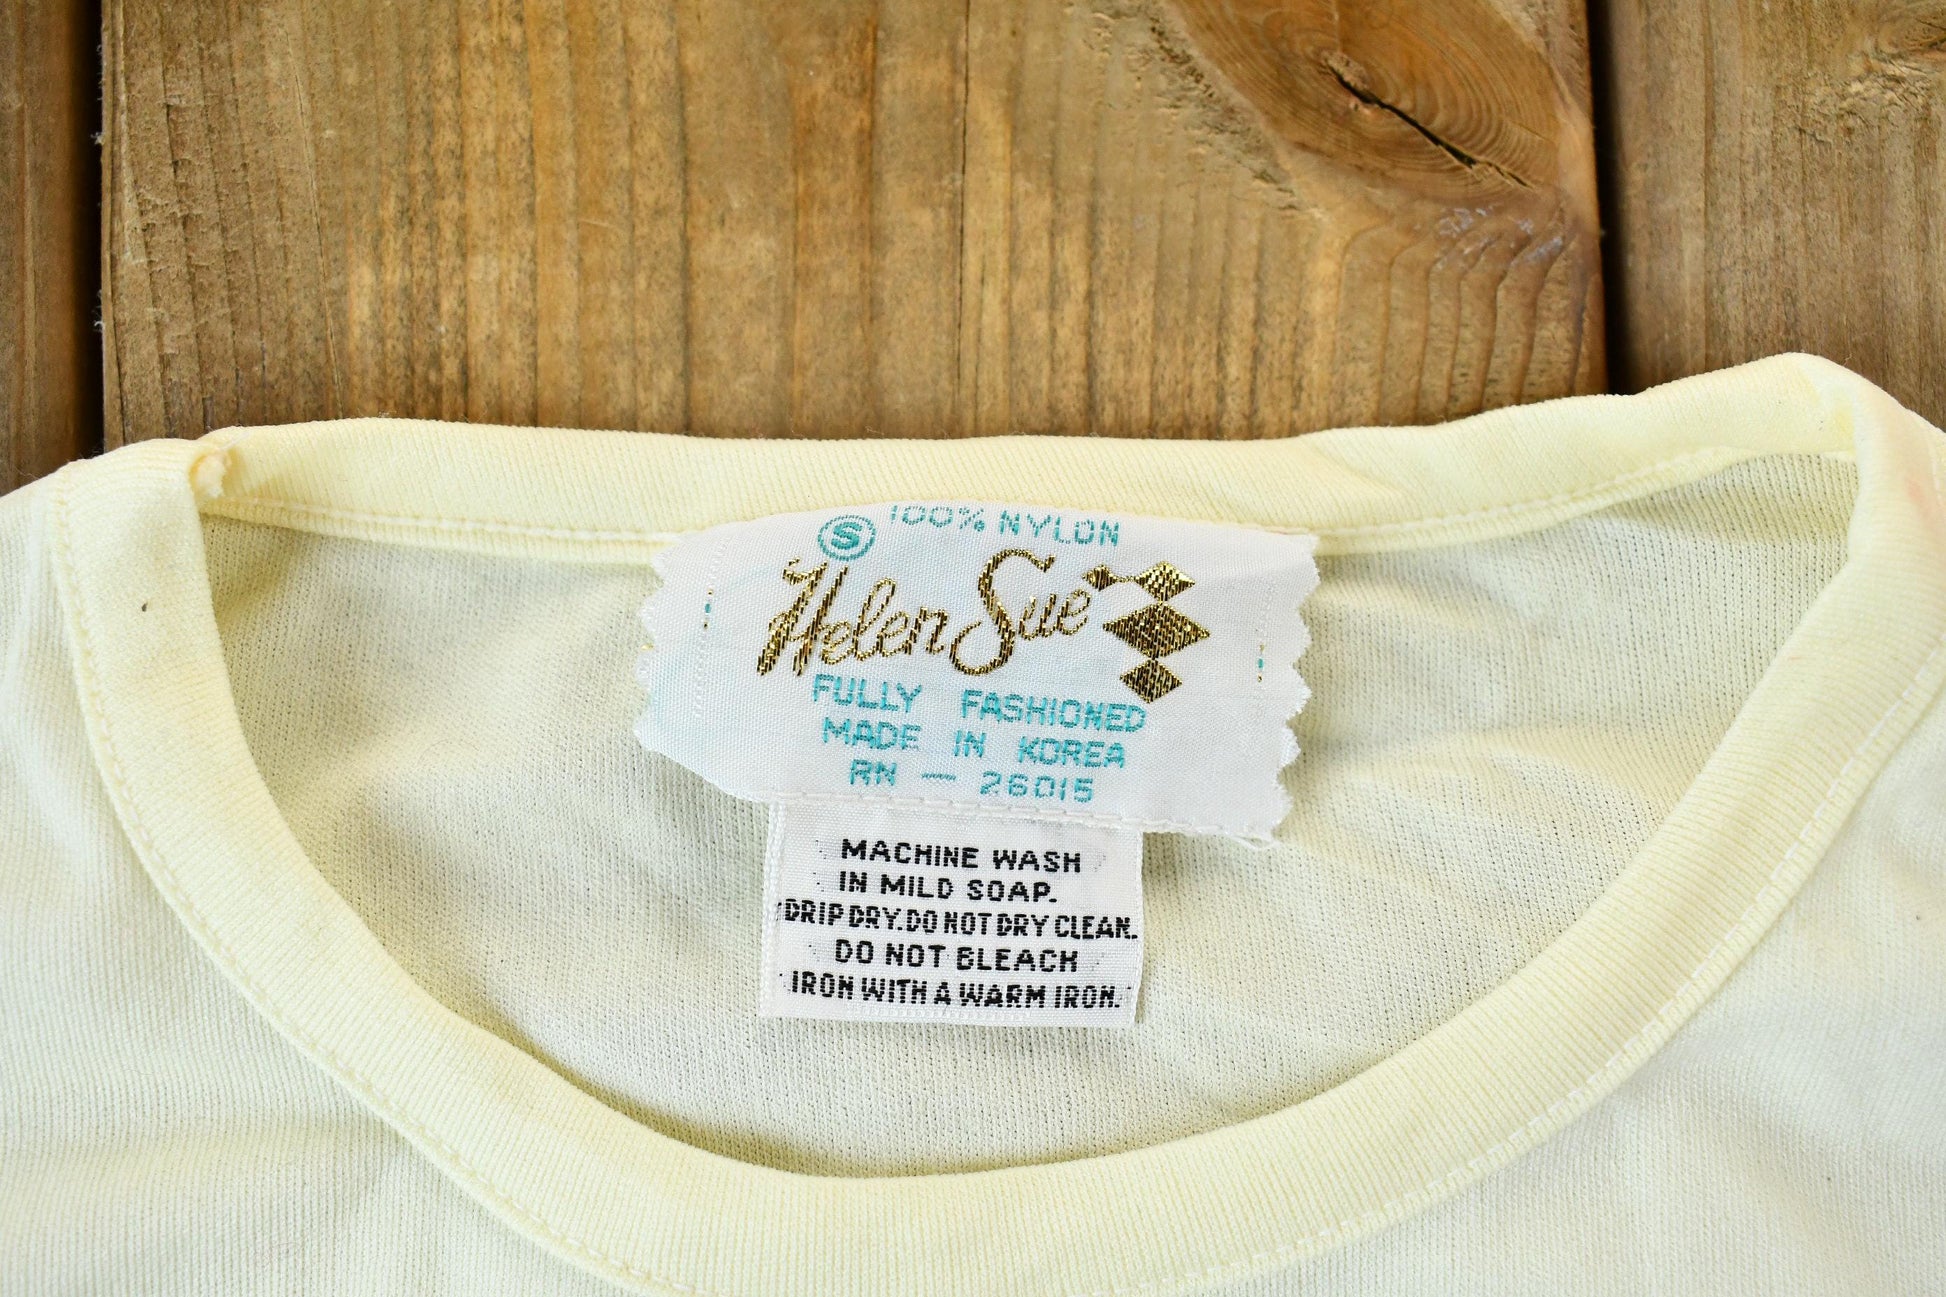 100% NYLON
S
Helen Sue
FULLY FASHIONED
MADE IN KOREA
RN — 26015
MACHINE WASH
IN MILD SOAP.
DRIP DRY. DO NOT DRY CLEAN.
DO NOT BLEACH
IRON WITH A WARM IRON.